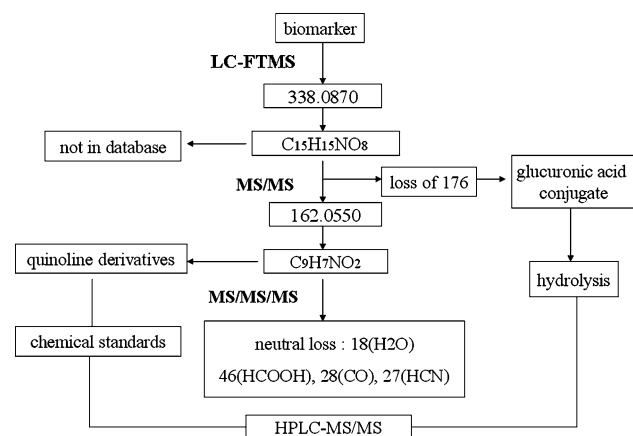 biomarker
LC-FTMS
338.0870
not in database
C15H15NO8
MS/MS
loss of 176
glucuronic acid
conjugate
162.0550
quinoline derivatives
C9H7NO2
hydrolysis
MS/MS/MS
chemical standards
neutral loss : 18(H2O)
46(HCOOH), 28(CO), 27(HCN)
HPLC-MS/MS